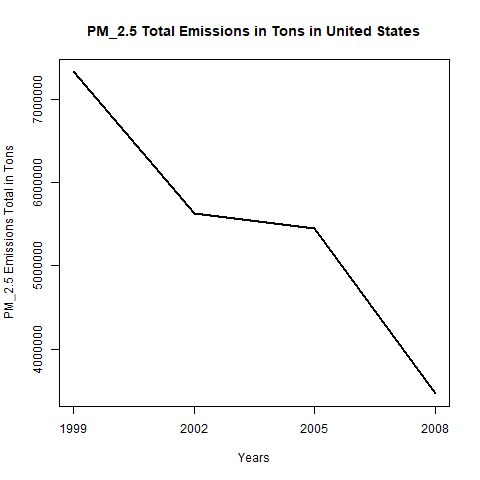 PM_2.5 Total Emissions in Tons in United States
PM_2.5 Emissions Total in Tons
7000000
6000000
5000000
4000000
1999 2002 2005 2008
Years